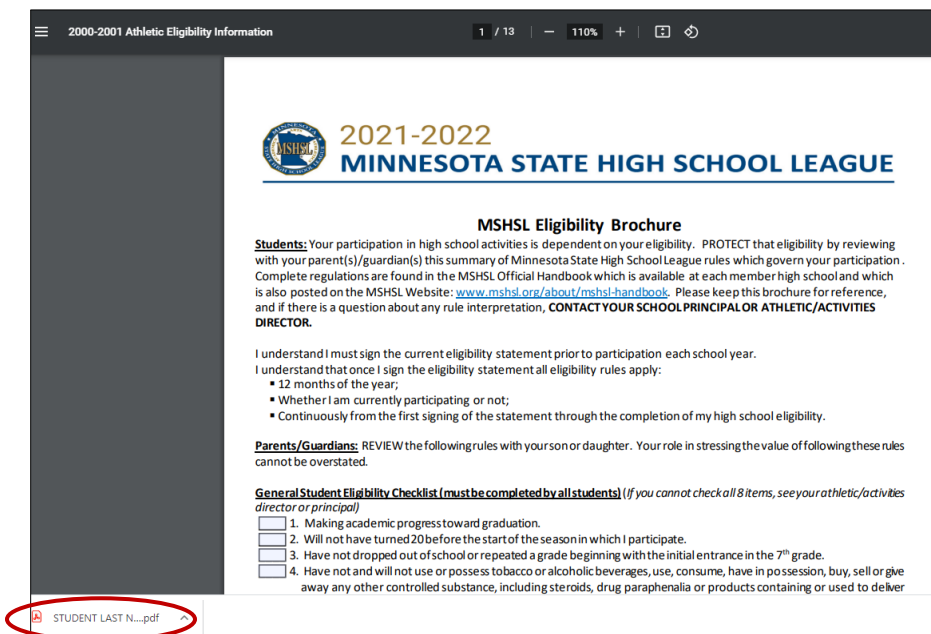 2000-2001 Athletic Eligibility Information
1 / 13 | − 110% + |
MSHSL
2021-2022
MINNESOTA STATE HIGH SCHOOL LEAGUE
MSHSL Eligibility Brochure
Students: Your participation in high school activities is dependent on your eligibility. PROTECT that eligibility by reviewing
with your parent(s)/guardian(s) this summary of Minnesota State High School League rules which govern your participation .
Complete regulations are found in the MSHSL Official Handbook which is available at each member high school and which
is also posted on the MSHSL Website: www.mshsl.org/about/mshsl-handbook. Please keep this brochure for reference,
and if there is a question about any rule interpretation, CONTACT YOUR SCHOOL PRINCIPAL OR ATHLETIC/ACTIVITIES
DIRECTOR.
I understand I must sign the current eligibility statement prior to participation each school year.
I understand that once I sign the eligibility statement all eligibility rules apply:
▪ 12 months of the year;
▪ Whether I am currently participating or not;
▪ Continuously from the first signing of the statement through the completion of my high school eligibility.
Parents/Guardians: REVIEW the following rules with your son or daughter. Your role in stressing the value of following these rules
cannot be overstated.
General Student Eligibility Checklist (must be completed by all students) (If you cannot check all 8 items, see your athletic/activities
director or principal)
1. Making academic progress toward graduation.
2. Will not have turned 20 before the start of the season in which I participate.
3. Have not dropped out of school or repeated a grade beginning with the initial entrance in the 7th grade.
4. Have not and will not use or possess tobacco or alcoholic beverages, use, consume, have in possession, buy, sell or give
away any other controlled substance, including steroids, drug paraphenalia or products containing or used to deliver
STUDENT LAST N....pdf